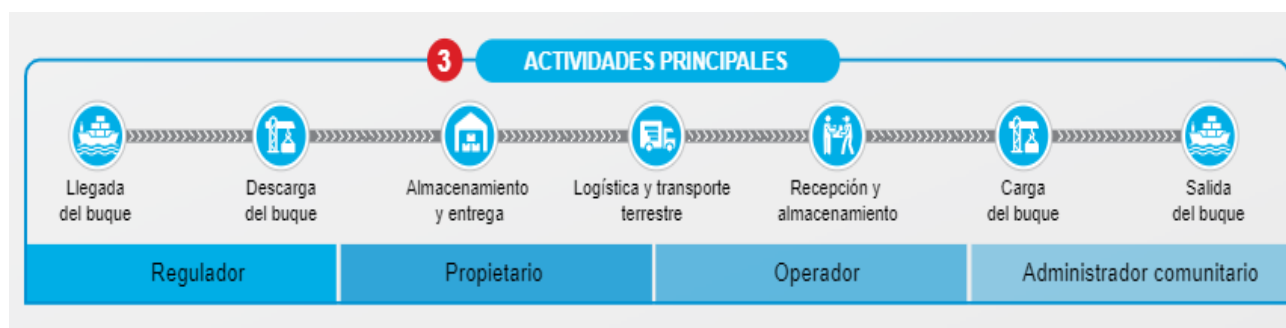 3 ACTIVIDADES PRINCIPALES
Llegada
del buque
Descarga
del buque
Almacenamiento
y entrega
Logística y transporte
terrestre
Recepción y
almacenamiento
Carga
del buque
Salida
del buque
Regulador
Propietario
Operador
Administrador comunitario